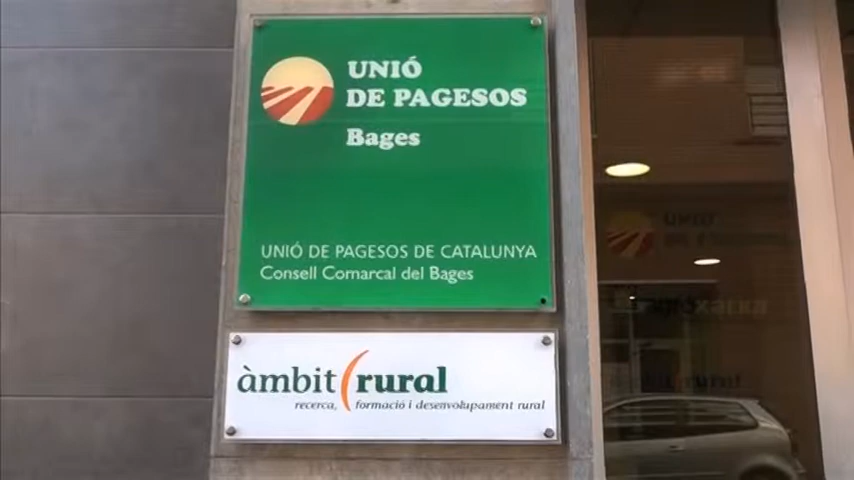 UNIÓ
DE PAGESOS
Bages
UNIÓ DE PAGESOS DE CATALUNYA
Consell Comarcal del Bages
àmbit rural
recerca, formació i desenvolupament rural
UNIÓ